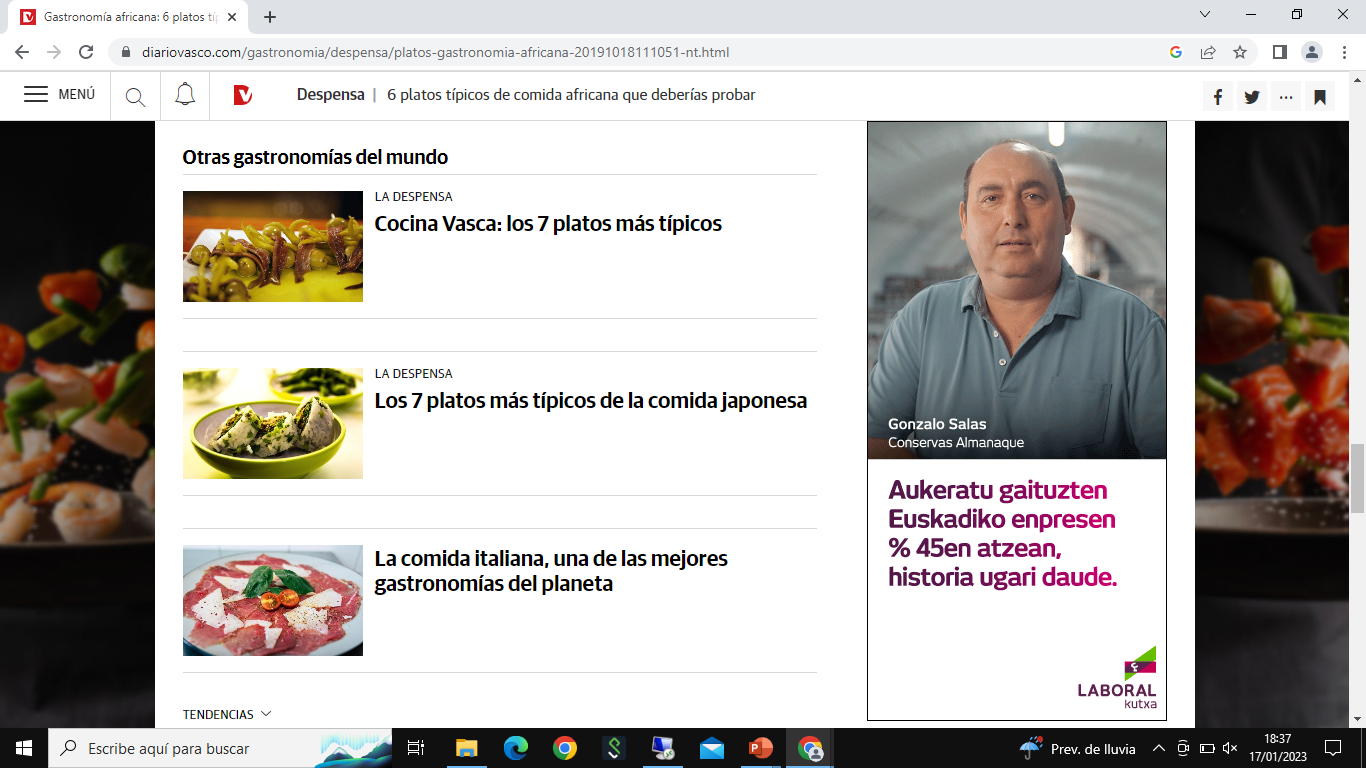 Gastronomía africana: 6 platos tí
diariovasco.com/gastronomia/despensa/platos-gastronomia-africana-20191018111051-nt.html
MENÚ
Despensa | 6 platos típicos de comida africana que deberías probar
Otras gastronomías del mundo
LA DESPENSA
Cocina Vasca: los 7 platos más típicos
LA DESPENSA
Los 7 platos más típicos de la comida japonesa
La comida italiana, una de las mejores
gastronomías del planeta
TENDENCIAS
Gonzalo Salas
Conservas Almanaque
Aukeratu gaituzten
Euskadiko enpresen
% 45en atzean,
historia ugari daude.
LABORAL
kutxa
Escribe aquí para buscar
Prev. de lluvia
18:37
17/01/2023